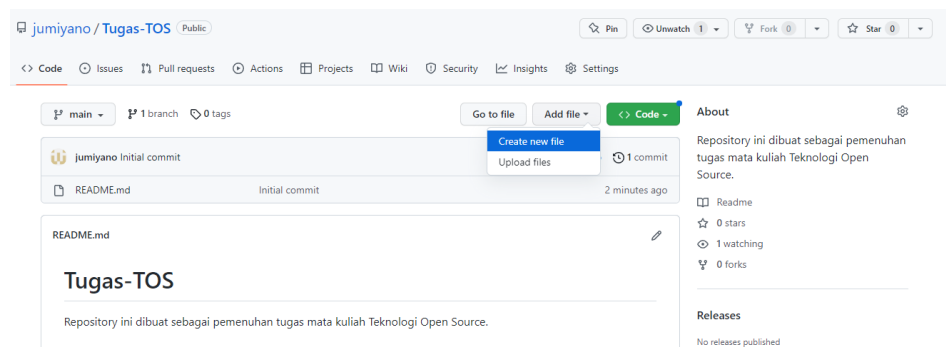 jumiyano / Tugas-TOS Public
Pin Unwatch 1 Fork 0 Star 0
<> Code Issues Pull requests Actions Projects Wiki Security Insights Settings
main 1 branch 0 tags
Go to file Add file <> Code
Create new file
Upload files
jumiyano Initial commit
1 commit
README.md Initial commit 2 minutes ago
README.md
Tugas-TOS
Repository ini dibuat sebagai pemenuhan tugas mata kuliah Teknologi Open Source.
About
Repository ini dibuat sebagai pemenuhan
tugas mata kuliah Teknologi Open
Source.
Readme
0 stars
1 watching
0 forks
Releases
No releases published